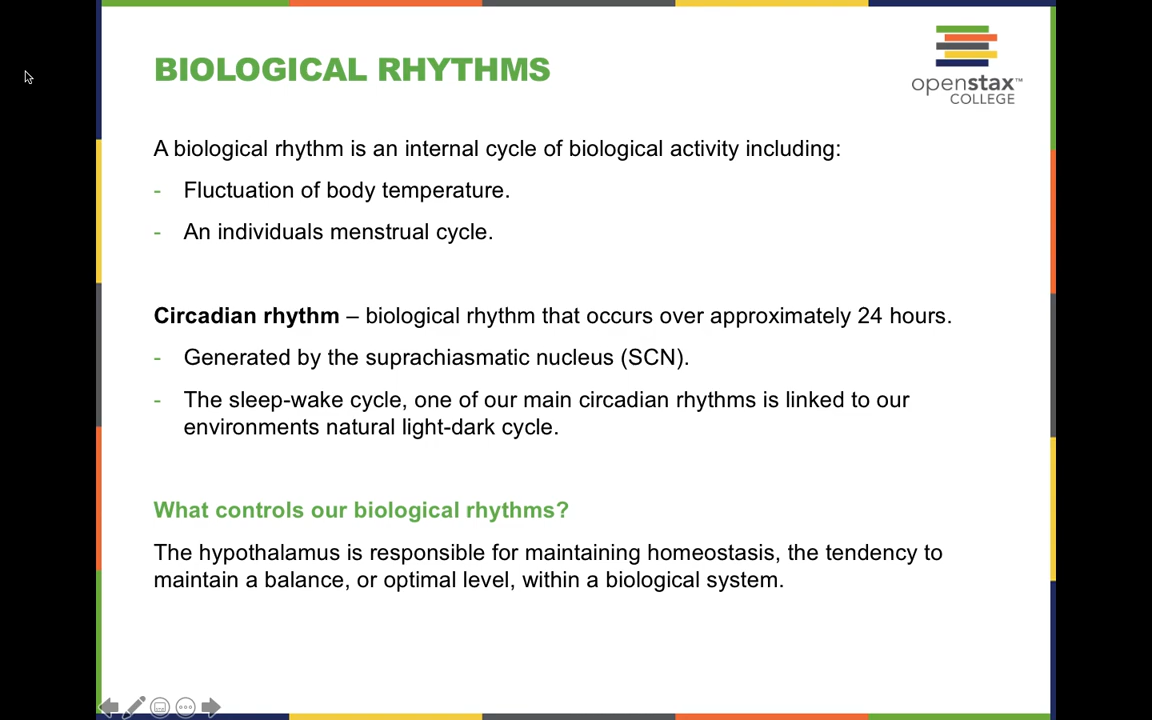 BIOLOGICAL RHYTHMS
openstax™
COLLEGE
A biological rhythm is an internal cycle of biological activity including:
- Fluctuation of body temperature.
- An individuals menstrual cycle.
Circadian rhythm – biological rhythm that occurs over approximately 24 hours.
- Generated by the suprachiasmatic nucleus (SCN).
- The sleep-wake cycle, one of our main circadian rhythms is linked to our
environments natural light-dark cycle.
What controls our biological rhythms?
The hypothalamus is responsible for maintaining homeostasis, the tendency to
maintain a balance, or optimal level, within a biological system.